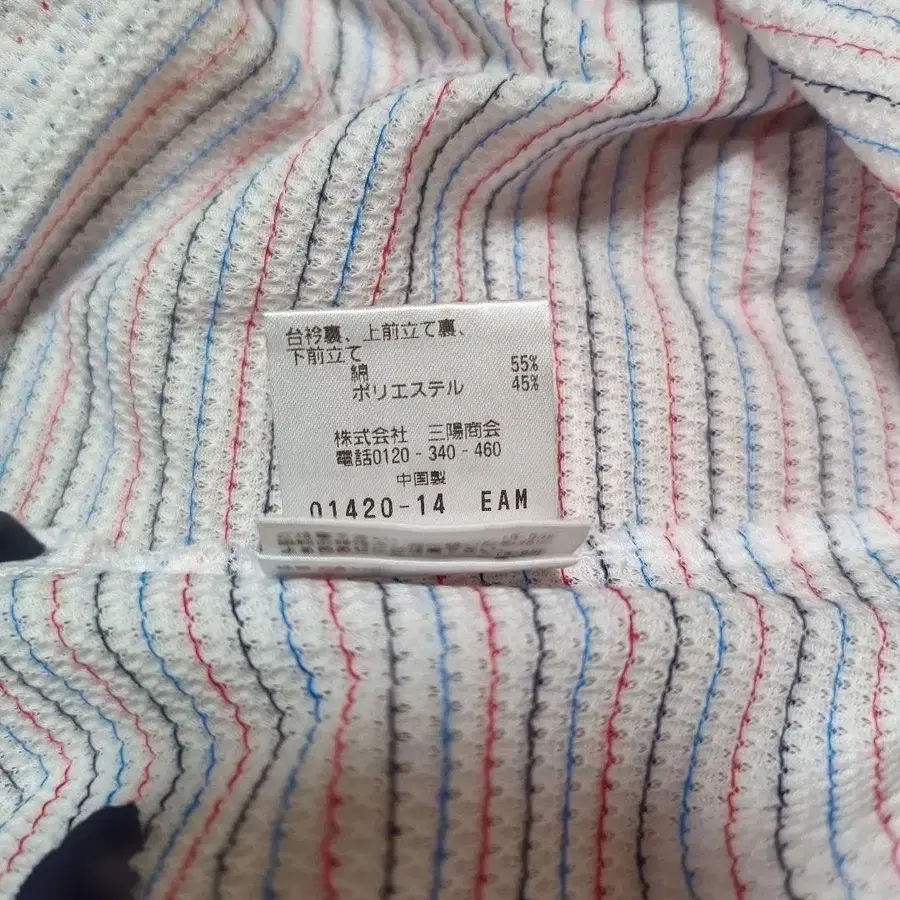 台衿裏、上前立て裏、
下前立て
綿 55%
ポリエステル 45%
株式会社 三陽商会
電話0120-340-460
中国製
01420-14 EAM